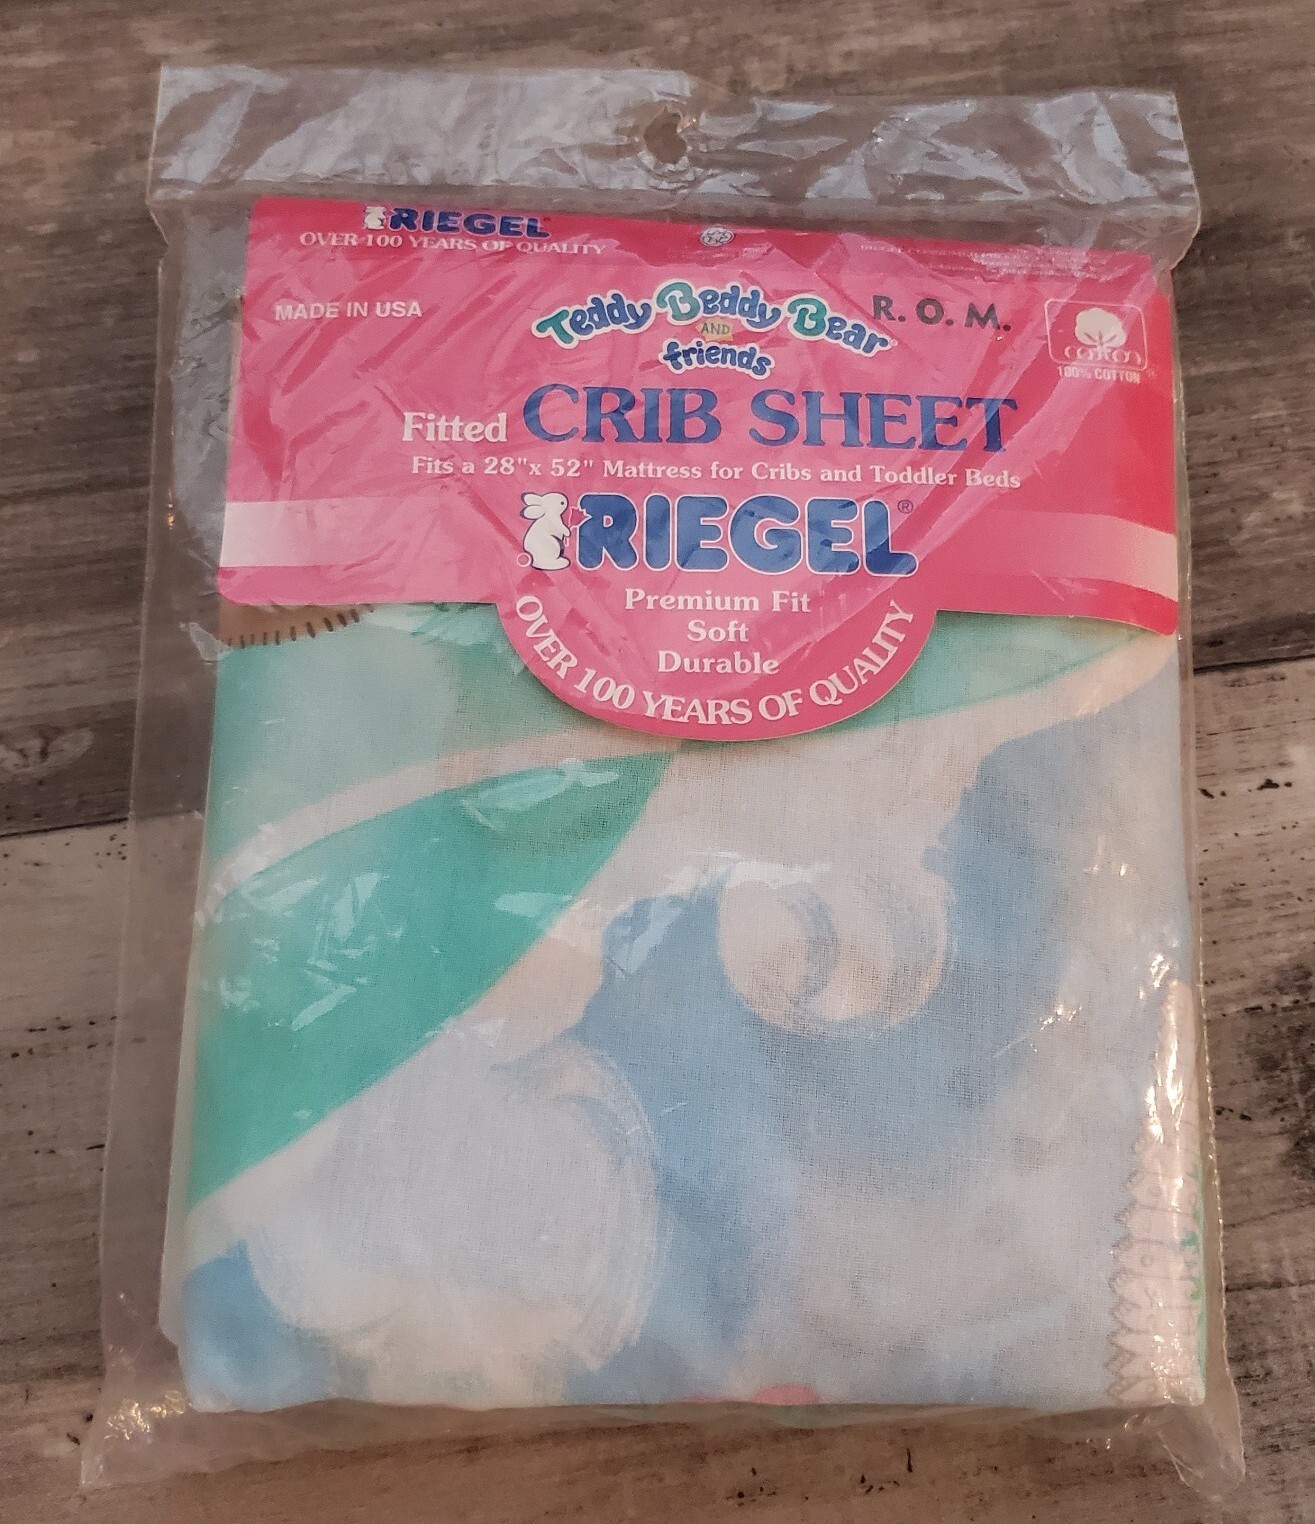 RIEGEL
OVER 100 YEARS OF QUALITY
MADE IN USA
Teddy Beddy Bear
AND
friends
R. O. M.
COTTON
100% COTTON
Fitted CRIB SHEET
Fits a 28"x 52" Mattress for Cribs and Toddler Beds
RIEGEL®
Premium Fit
Soft
Durable
OVER 100 YEARS OF QUALITY